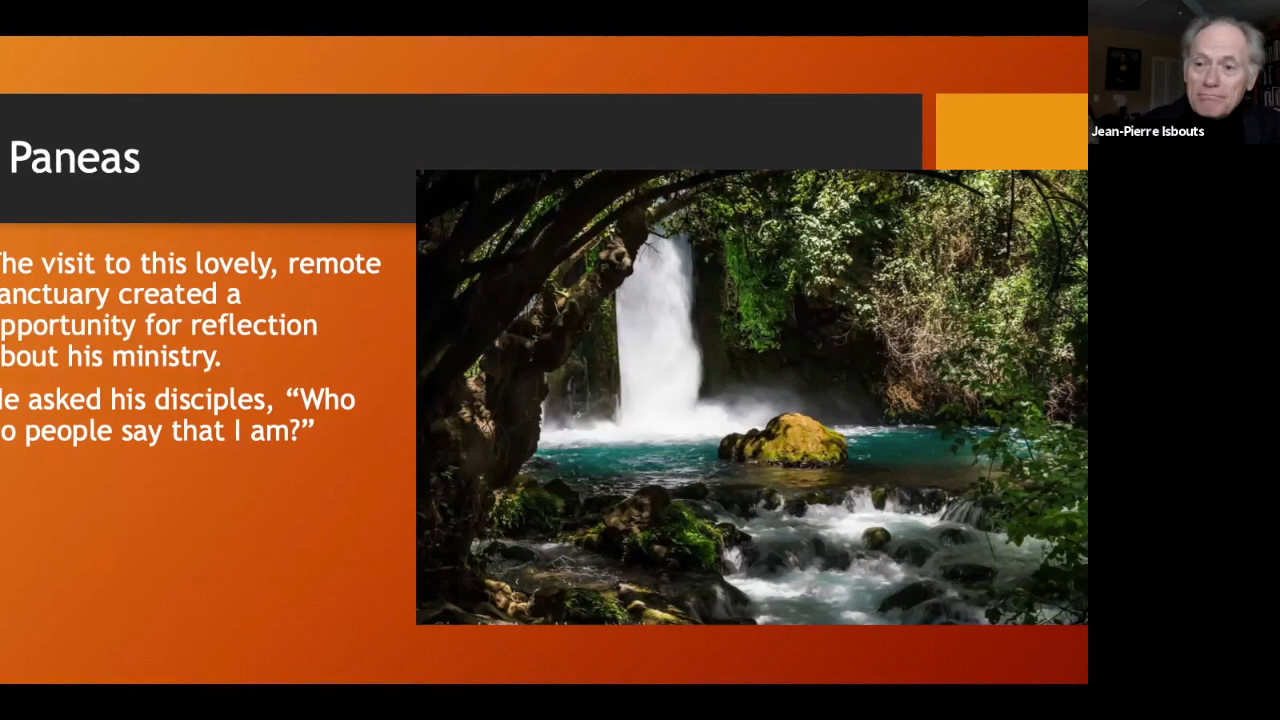 Paneas
Jean-Pierre Isbouts
The visit to this lovely, remote
anctuary created a
pportunity for reflection
bout his ministry.
He asked his disciples, “Who
o people say that I am?”